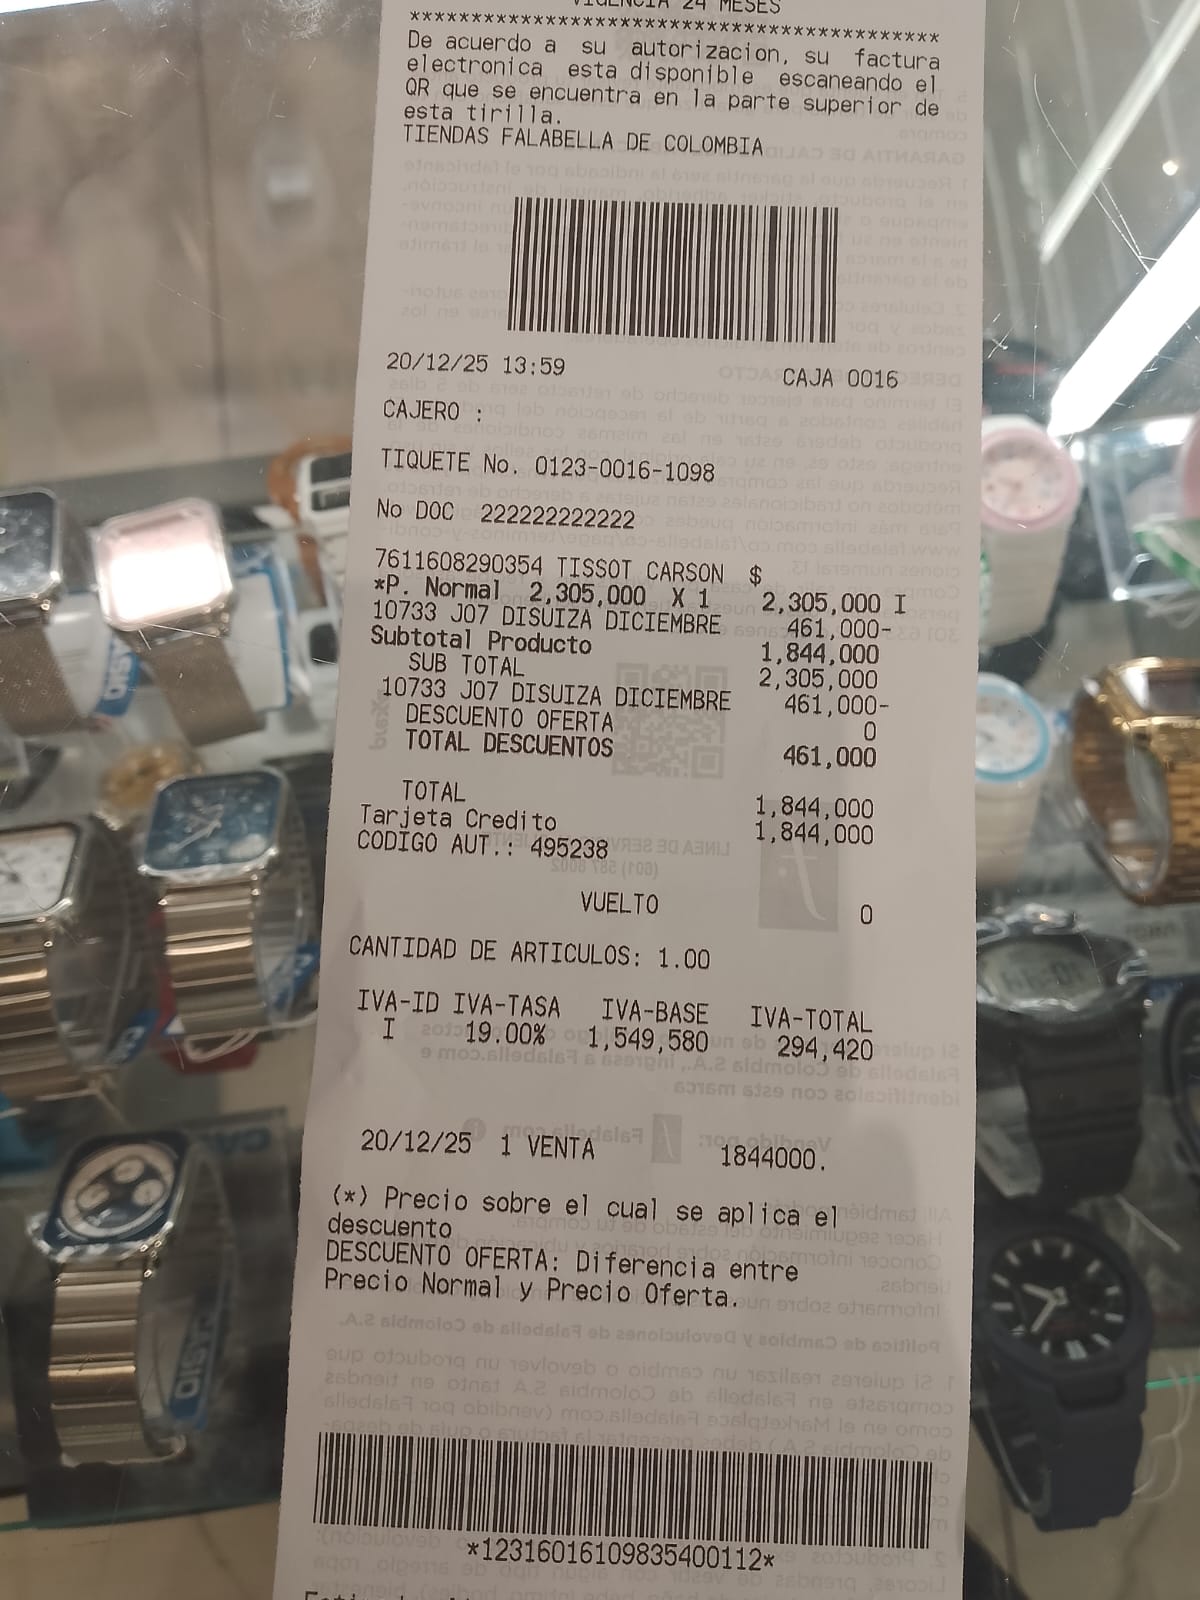 VIGENCIA 24 MESES
*******************************************
De acuerdo a su autorizacion, su factura
electronica esta disponible escaneando el
QR que se encuentra en la parte superior de
esta tirilla.
TIENDAS FALABELLA DE COLOMBIA
20/12/25 13:59 CAJA 0016
CAJERO :
TIQUETE No. 0123-0016-1098
No DOC 222222222222
7611608290354 TISSOT CARSON $
*P. Normal 2,305,000 X 1 2,305,000 I
10733 J07 DISUIZA DICIEMBRE 461,000-
Subtotal Producto 1,844,000
SUB TOTAL 2,305,000
10733 J07 DISUIZA DICIEMBRE 461,000-
DESCUENTO OFERTA 0
TOTAL DESCUENTOS 461,000
TOTAL 1,844,000
Tarjeta Credito 1,844,000
CODIGO AUT.: 495238
VUELTO 0
CANTIDAD DE ARTICULOS: 1.00
IVA-ID IVA-TASA IVA-BASE IVA-TOTAL
I 19.00% 1,549,580 294,420
20/12/25 1 VENTA 1844000.
(*) Precio sobre el cual se aplica el
descuento
DESCUENTO OFERTA: Diferencia entre
Precio Normal y Precio Oferta.
*12316016109835400112*
CASIO
CASIO